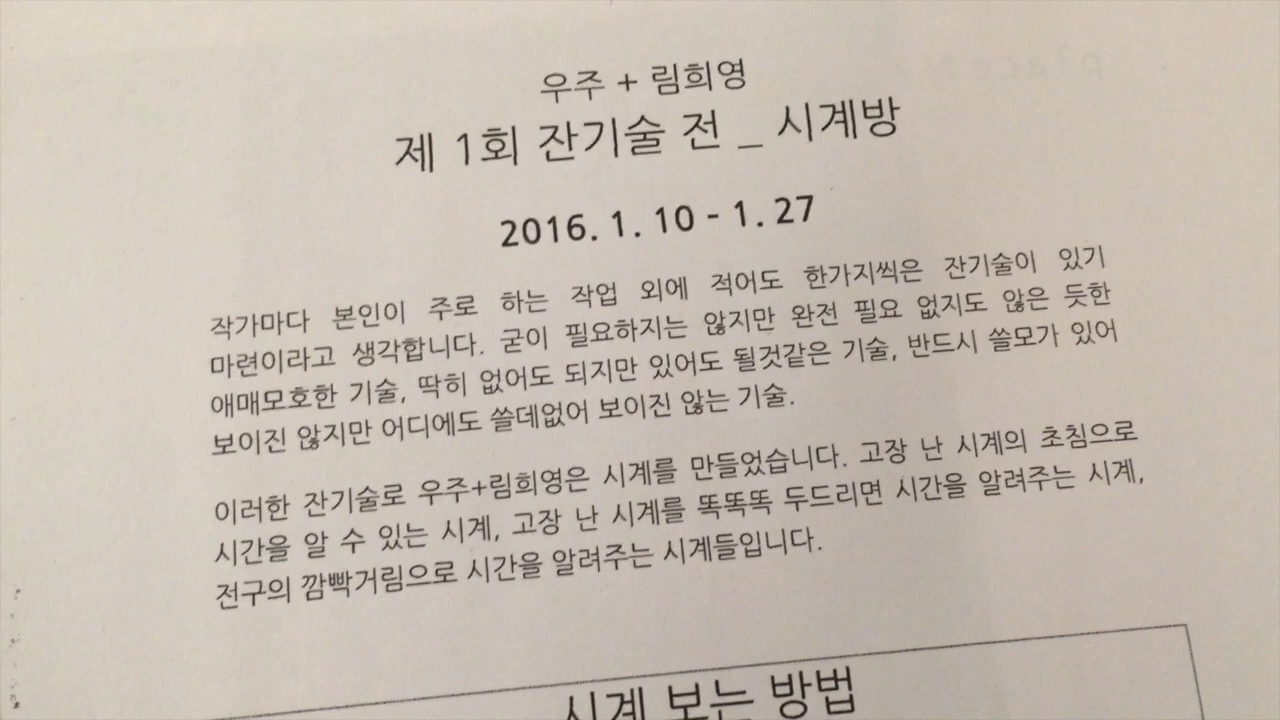 우주 + 림희영
제 1회 잔기술 전 _ 시계방
2016. 1. 10 - 1. 27
작가마다 본인이 주로 하는 작업 외에 적어도 한가지씩은 잔기술이 있기
마련이라고 생각합니다. 굳이 필요하지는 않지만 완전 필요 없지도 않은 듯한
애매모호한 기술, 딱히 없어도 되지만 있어도 될것같은 기술, 반드시 쓸모가 있어
보이진 않지만 어디에도 쓸데없어 보이진 않는 기술.
이러한 잔기술로 우주+림희영은 시계를 만들었습니다. 고장 난 시계의 초침으로
시간을 알 수 있는 시계, 고장 난 시계를 똑똑똑 두드리면 시간을 알려주는 시계,
전구의 깜빡거림으로 시간을 알려주는 시계들입니다.
시계 보는 방법